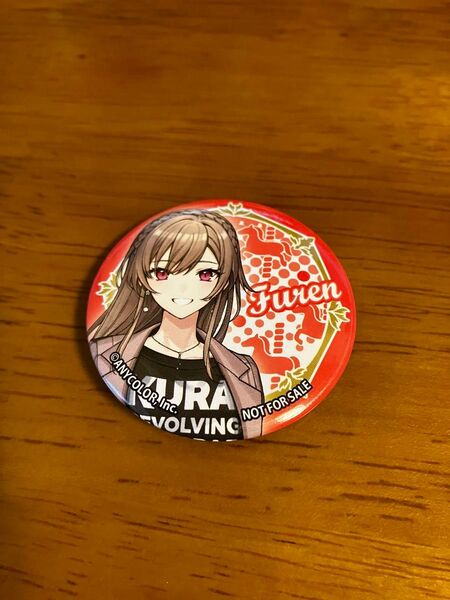 Furen
©ANYCOLOR, Inc.
KURA
EVOLVING
NOT FOR SALE